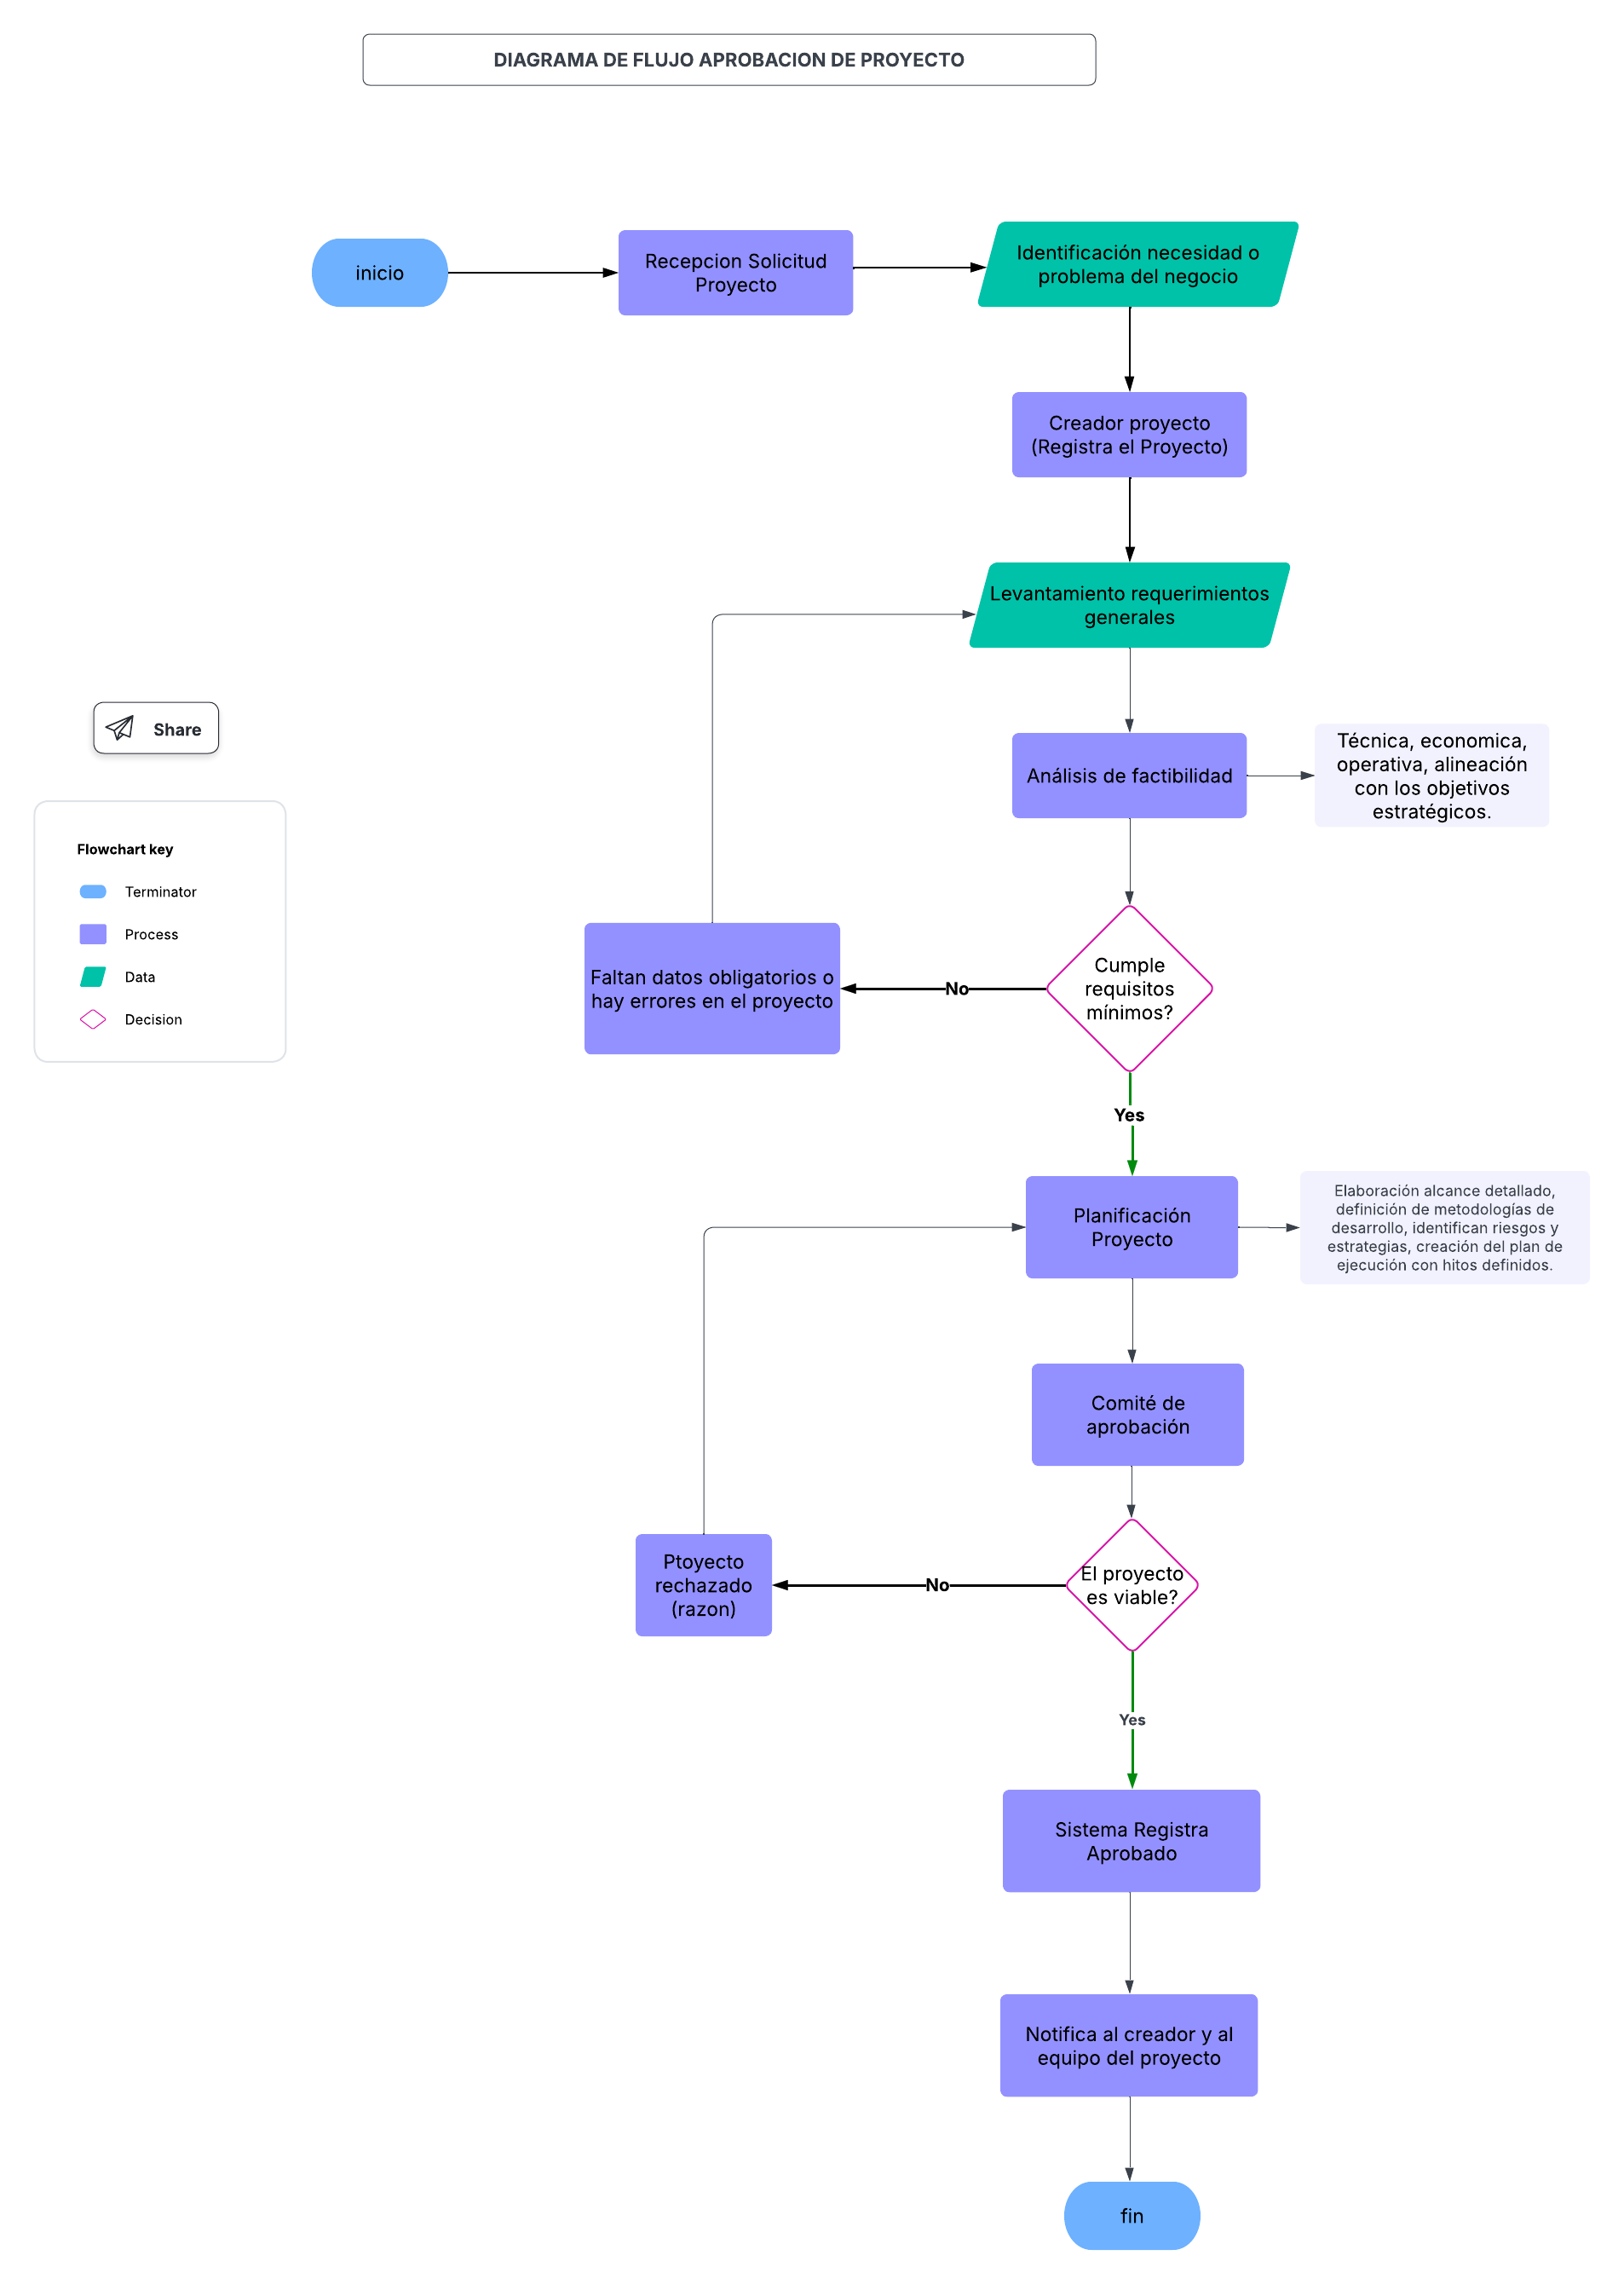 DIAGRAMA DE FLUJO APROBACION DE PROYECTO
inicio
Recepcion Solicitud
Proyecto
Identificación necesidad o
problema del negocio
Creador proyecto
(Registra el Proyecto)
Levantamiento requerimientos
generales
Share
Análisis de factibilidad
Técnica, economica,
operativa, alineación
con los objetivos
estratégicos.
Flowchart key
Terminator
Process
Data
Decision
Cumple
requisitos
mínimos?
No
Faltan datos obligatorios o
hay errores en el proyecto
Yes
Planificación
Proyecto
Elaboración alcance detallado,
definición de metodologías de
desarrollo, identifican riesgos y
estrategias, creación del plan de
ejecución con hitos definidos.
Comité de
aprobación
El proyecto
es viable?
No
Ptoyecto
rechazado
(razon)
Yes
Sistema Registra
Aprobado
Notifica al creador y al
equipo del proyecto
fin